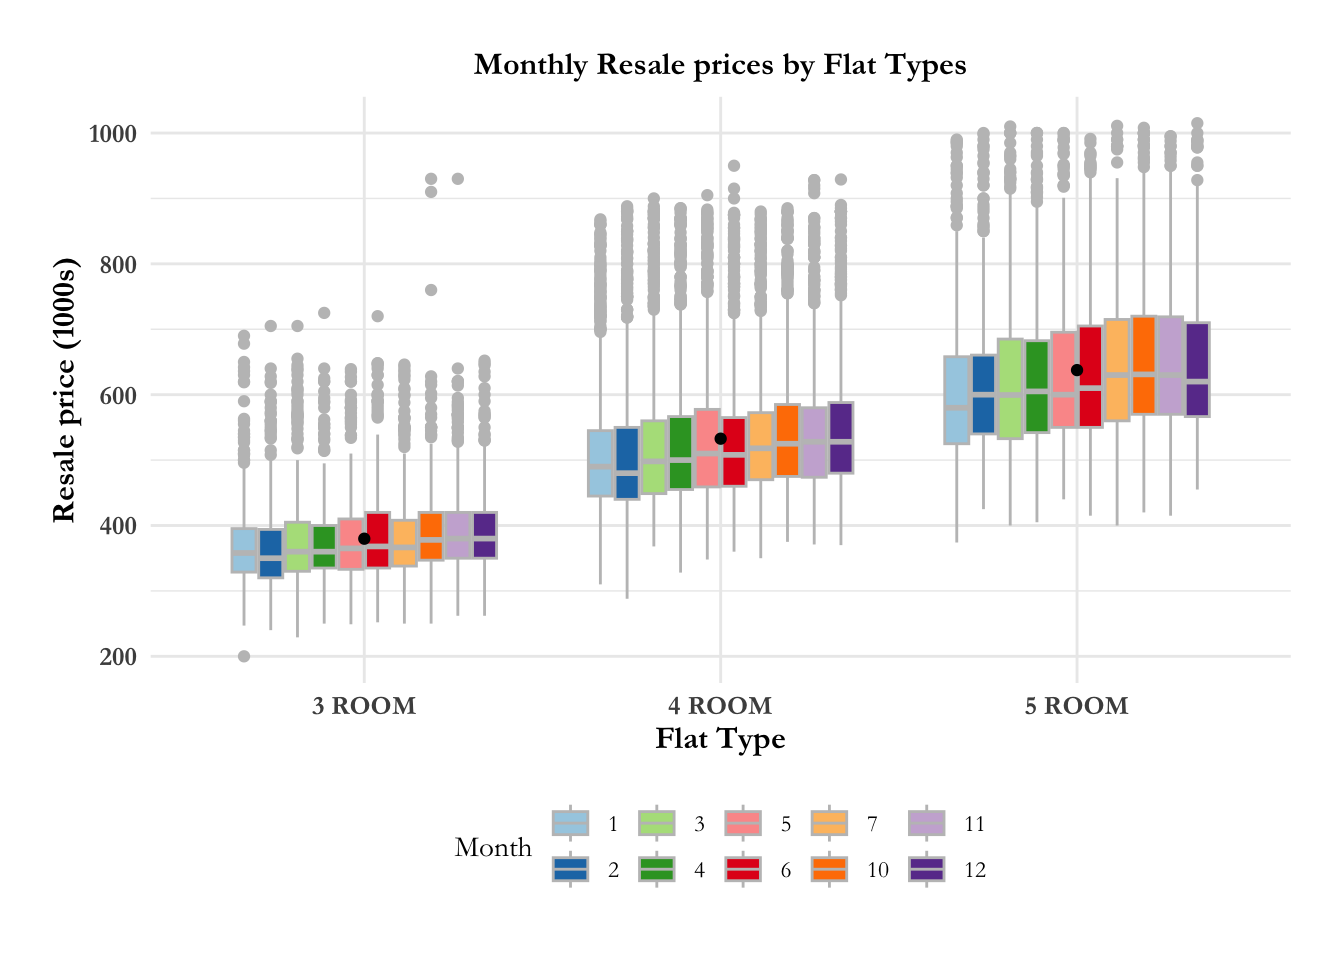 Monthly Resale prices by Flat Types
Resale price (1000s)
1000
800
600
400
200
3 ROOM 4 ROOM 5 ROOM
Flat Type
Month
1 3 5 7 11
2 4 6 10 12